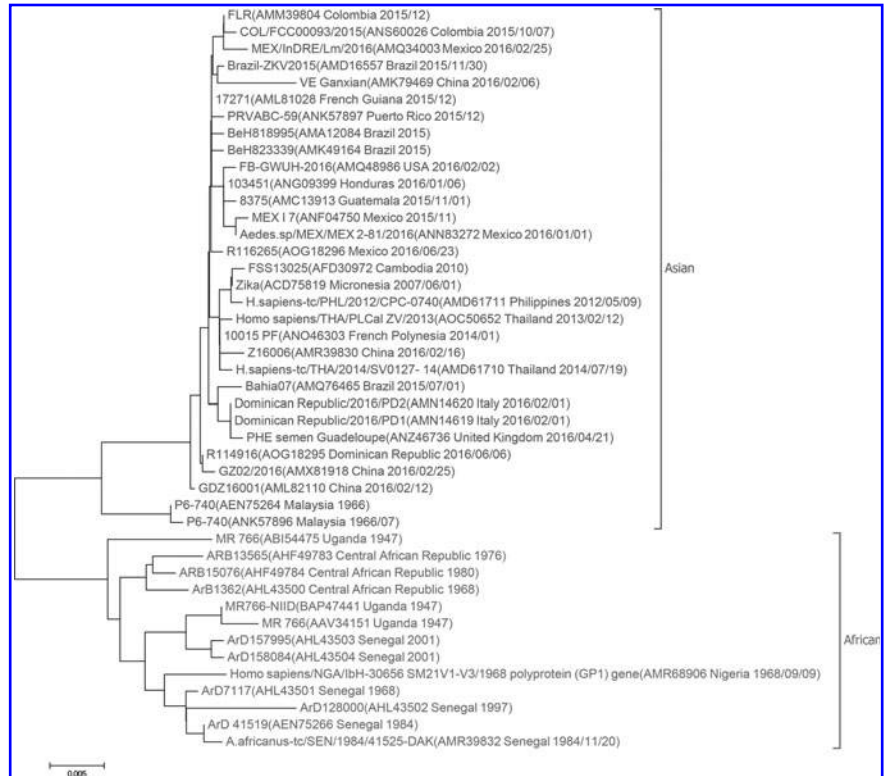 FLR(AMM39804 Colombia 2015/12)
COL/FCC00093/2015(ANS60026 Colombia 2015/10/07)
MEX/InDRE/Lm/2016(AMQ34003 Mexico 2016/02/25)
Brazil-ZKV2015(AMD16557 Brazil 2015/11/30)
VE Ganxian(AMK79469 China 2016/02/06)
17271(AML81028 French Guiana 2015/12)
PRVABC-59(ANK57897 Puerto Rico 2015/12)
BeH818995(AMA12084 Brazil 2015)
BeH823339(AMK49164 Brazil 2015)
FB-GWUH-2016(AMQ48986 USA 2016/02/02)
103451(ANG09399 Honduras 2016/01/06)
8375(AMC13913 Guatemala 2015/11/01)
MEX I 7(ANF04750 Mexico 2015/11)
Aedes.sp/MEX/MEX 2-81/2016(ANN83272 Mexico 2016/01/01)
R116265(AOG18296 Mexico 2016/06/23)
FSS13025(AFD30972 Cambodia 2010)
Asian
Zika(ACD75819 Micronesia 2007/06/01)
H.sapiens-tc/PHL/2012/CPC-0740(AMD61711 Philippines 2012/05/09)
Homo sapiens/THA/PLCal ZV/2013(AOC50652 Thailand 2013/02/12)
10015 PF(ANO46303 French Polynesia 2014/01)
Z16006(AMR39830 China 2016/02/16)
H.sapiens-tc/THA/2014/SV0127- 14(AMD61710 Thailand 2014/07/19)
Bahia07(AMQ76465 Brazil 2015/07/01)
Dominican Republic/2016/PD2(AMN14620 Italy 2016/02/01)
Dominican Republic/2016/PD1(AMN14619 Italy 2016/02/01)
PHE semen Guadeloupe(ANZ46736 United Kingdom 2016/04/21)
R114916(AOG18295 Dominican Republic 2016/06/06)
GZ02/2016(AMX81918 China 2016/02/25)
GDZ16001(AML82110 China 2016/02/12)
P6-740(AEN75264 Malaysia 1966)
P6-740(ANK57896 Malaysia 1966/07)
MR 766(ABI54475 Uganda 1947)
ARB13565(AHF49783 Central African Republic 1976)
ARB15076(AHF49784 Central African Republic 1980)
ArB1362(AHL43500 Central African Republic 1968)
MR766-NIID(BAP47441 Uganda 1947)
MR 766(AAV34151 Uganda 1947)
ArD157995(AHL43503 Senegal 2001)
African
ArD158084(AHL43504 Senegal 2001)
Homo sapiens/NGA/IbH-30656 SM21V1-V3/1968 polyprotein (GP1) gene(AMR68906 Nigeria 1968/09/09)
ArD7117(AHL43501 Senegal 1968)
ArD128000(AHL43502 Senegal 1997)
ArD 41519(AEN75266 Senegal 1984)
A.africanus-tc/SEN/1984/41525-DAK(AMR39832 Senegal 1984/11/20)
0.005